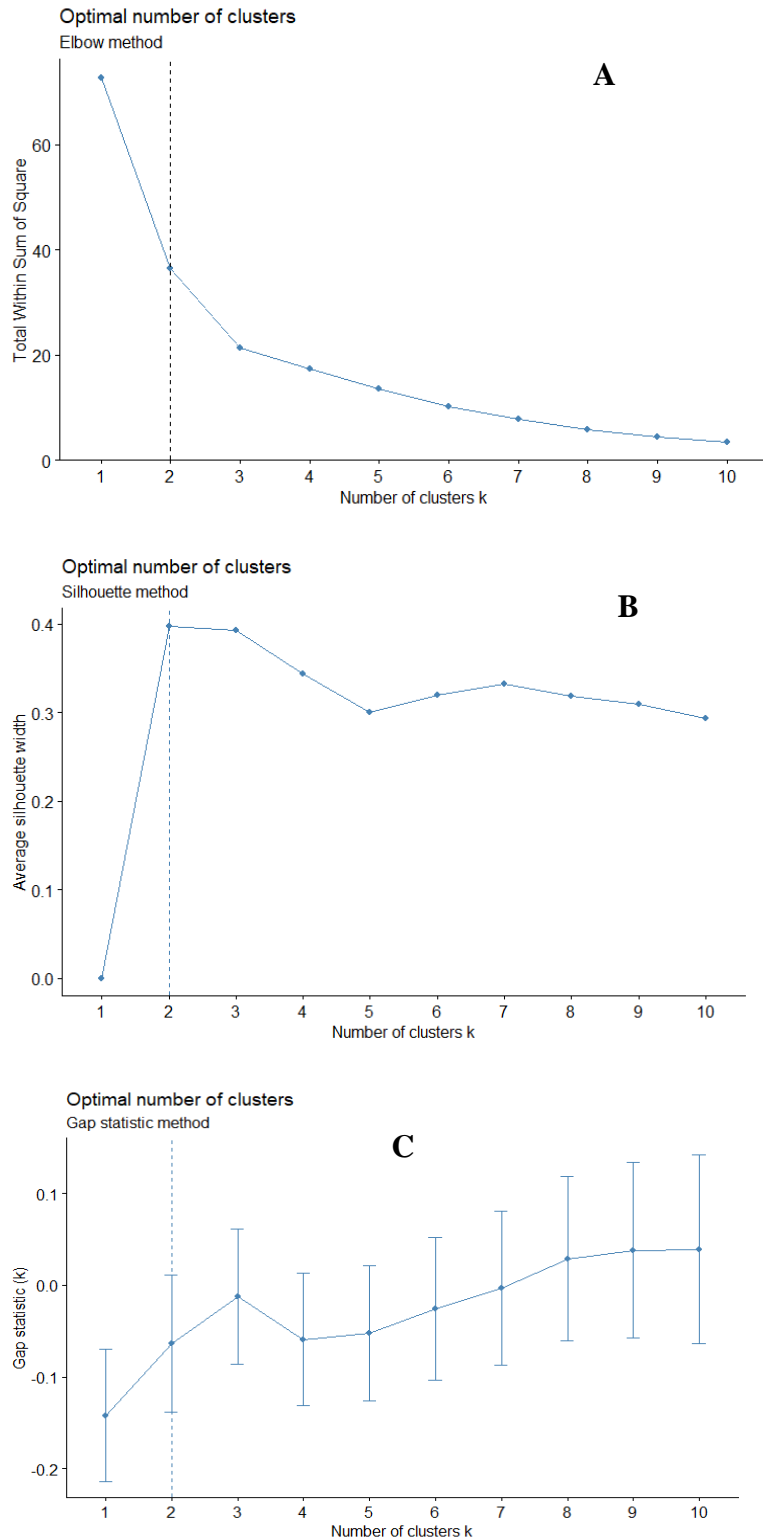 Optimal number of clusters
Elbow method
A
Total Within Sum of Square
60
40
20
0
1 2 3 4 5 6 7 8 9 10
Number of clusters k
Optimal number of clusters
Silhouette method
B
Average silhouette width
0.4
0.3
0.2
0.1
0.0
1 2 3 4 5 6 7 8 9 10
Number of clusters k
Optimal number of clusters
Gap statistic method
C
Gap statistic (k)
0.1
0.0
-0.1
-0.2
1 2 3 4 5 6 7 8 9 10
Number of clusters k